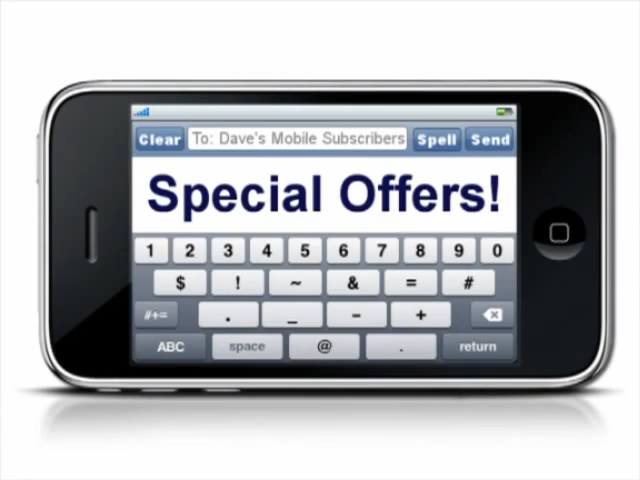 Clear To: Dave's Mobile Subscribers Spell Send
Special Offers!
1 2 3 4 5 6 7 8 9 0
$ ! ~ & = #
#+= . _ - +
ABC space @ . return